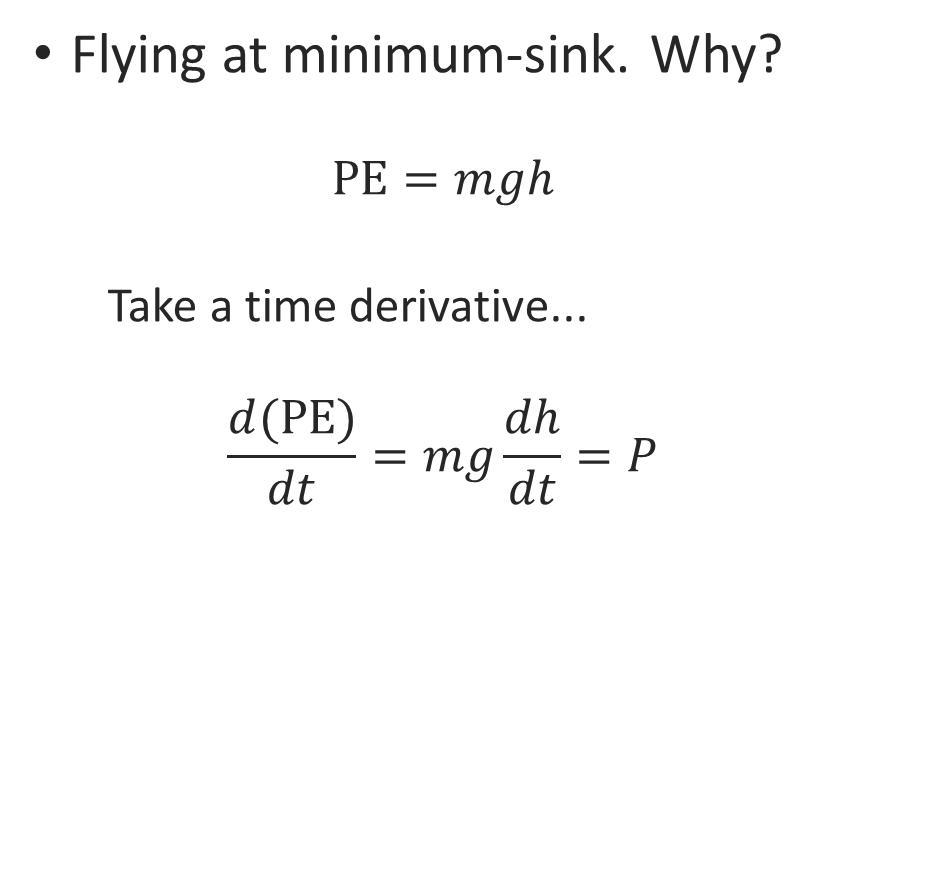 • Flying at minimum-sink. Why?
PE = mgh
Take a time derivative...
d(PE)/dt = mg dh/dt = P